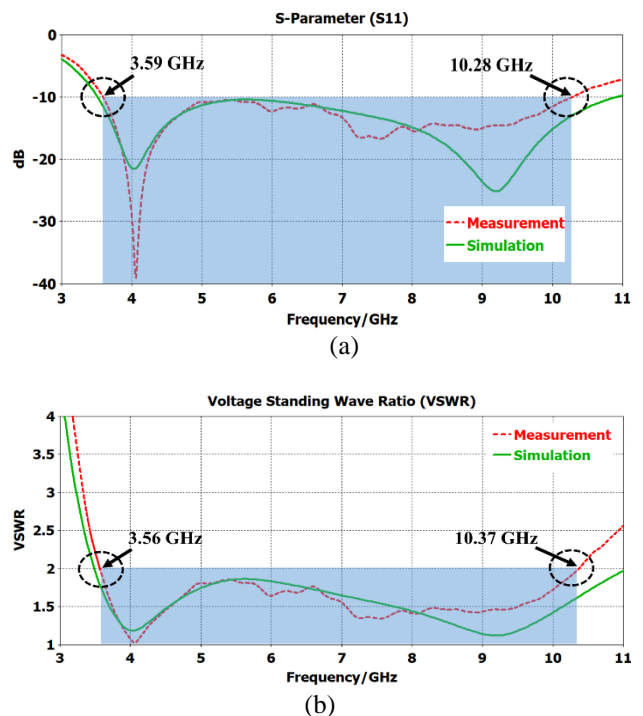 S-Parameter (S11)
0
-10
-20
-30
-40
dB
3.59 GHz
10.28 GHz
Measurement
Simulation
3 4 5 6 7 8 9 10 11
Frequency/GHz
(a)
Voltage Standing Wave Ratio (VSWR)
4
3.5
3
2.5
2
1.5
1
VSWR
Measurement
Simulation
3.56 GHz
10.37 GHz
3 4 5 6 7 8 9 10 11
Frequency/GHz
(b)